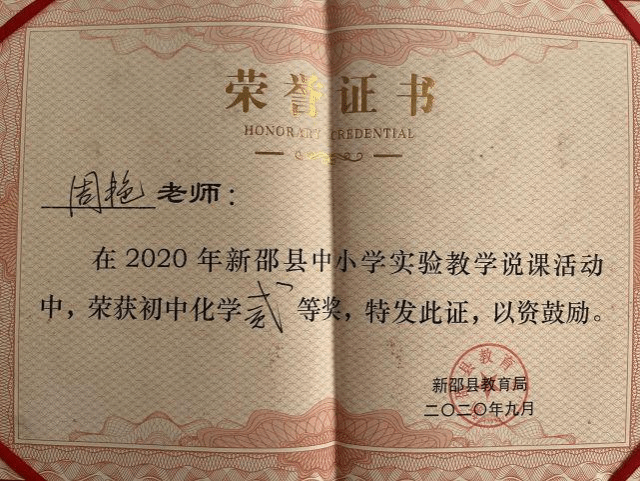 荣誉证书
HONORARY CREDENTIAL
周艳老师：
在2020年新邵县中小学实验教学说课活动
中，荣获初中化学贰等奖，特发此证，以资鼓励。
新邵县教育局
二〇二〇年九月